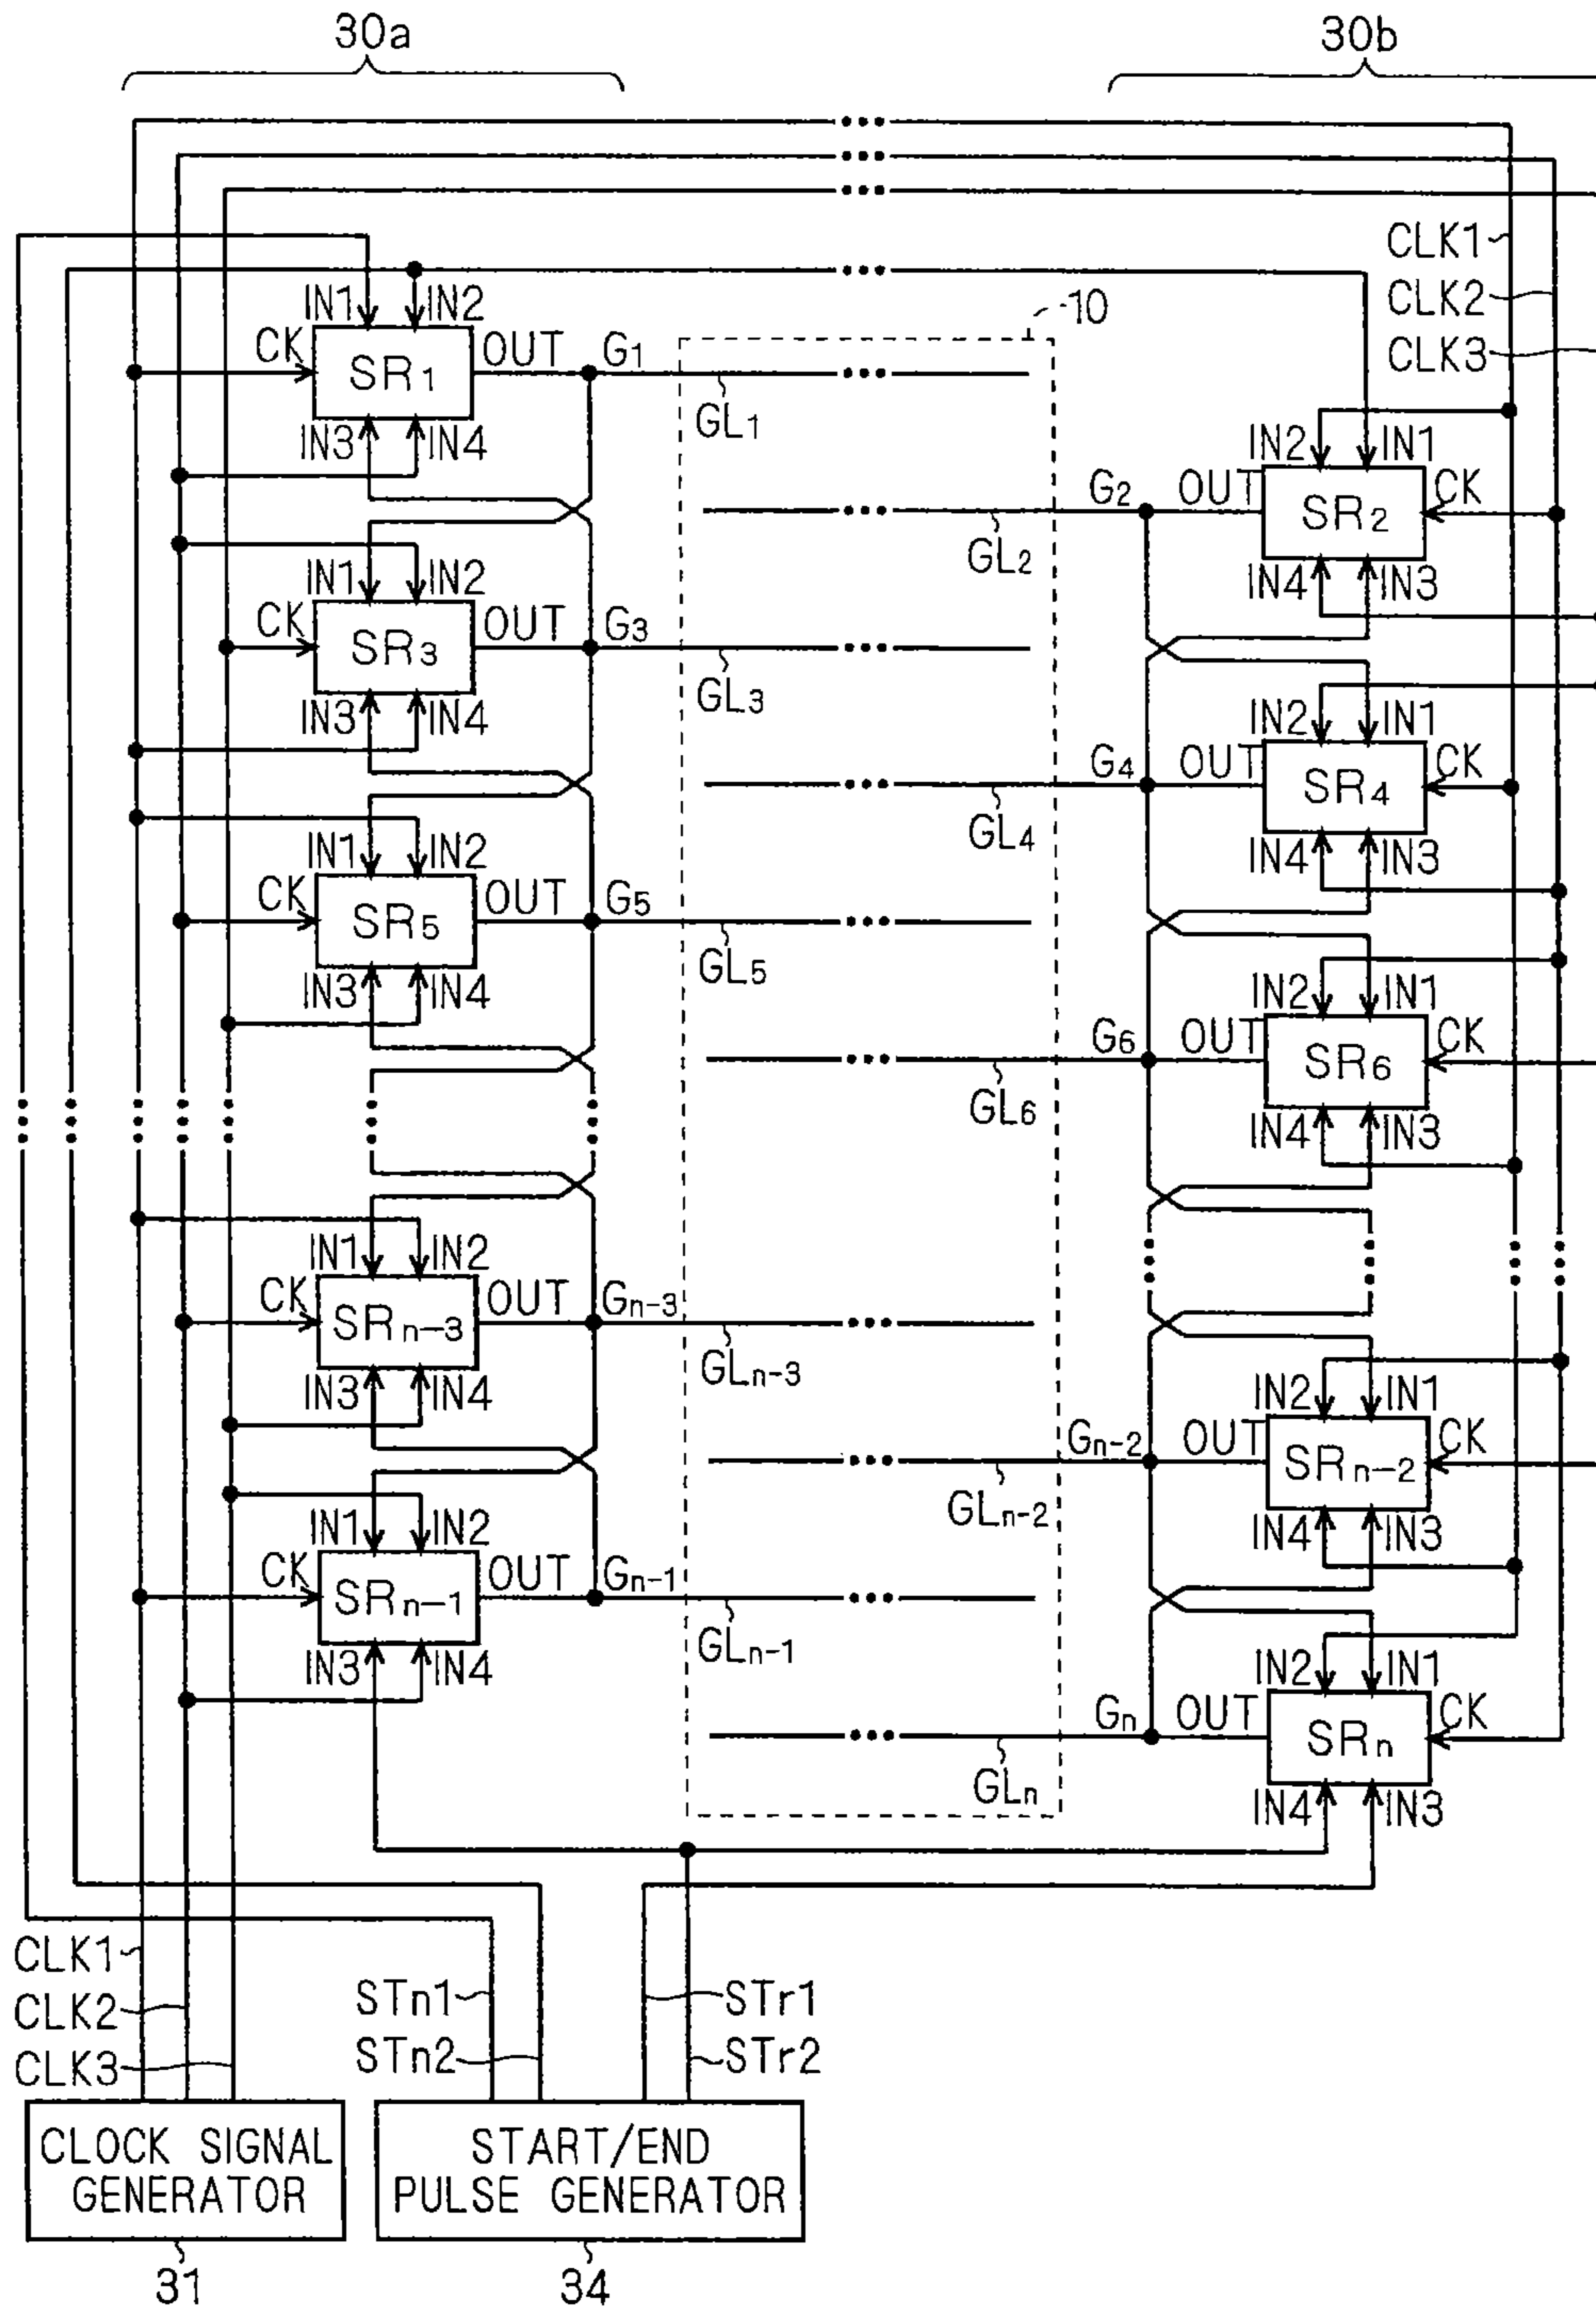 30a 30b
CLK1
CLK2
CLK3
10
IN1 IN2
CK SR1 OUT G1
IN3 IN4
GL1
IN2 IN1
G2 OUT SR2 CK
IN4 IN3
GL2
IN1 IN2
CK SR3 OUT G3
IN3 IN4
GL3
IN2 IN1
G4 OUT SR4 CK
IN4 IN3
GL4
IN1 IN2
CK SR5 OUT G5
IN3 IN4
GL5
IN2 IN1
G6 OUT SR6 CK
IN4 IN3
GL6
IN1 IN2
CK SRn-3 OUT Gn-3
IN3 IN4
GLn-3
IN2 IN1
Gn-2 OUT SRn-2 CK
IN4 IN3
GLn-2
IN1 IN2
CK SRn-1 OUT Gn-1
IN3 IN4
GLn-1
IN2 IN1
Gn OUT SRn CK
IN4 IN3
GLn
CLK1
CLK2
CLK3
STn1
STn2
STr1
STr2
CLOCK SIGNAL
GENERATOR
START/END
PULSE GENERATOR
31
34